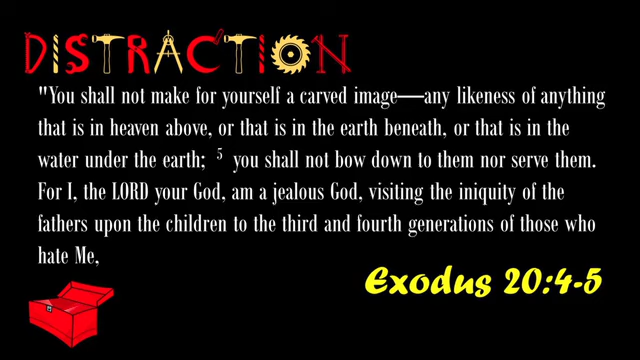 DISTRACTION
"You shall not make for yourself a carved image—any likeness of anything
that is in heaven above, or that is in the earth beneath, or that is in the
water under the earth; 5 you shall not bow down to them nor serve them.
For I, the LORD your God, am a jealous God, visiting the iniquity of the
fathers upon the children to the third and fourth generations of those who
hate Me,
Exodus 20:4-5